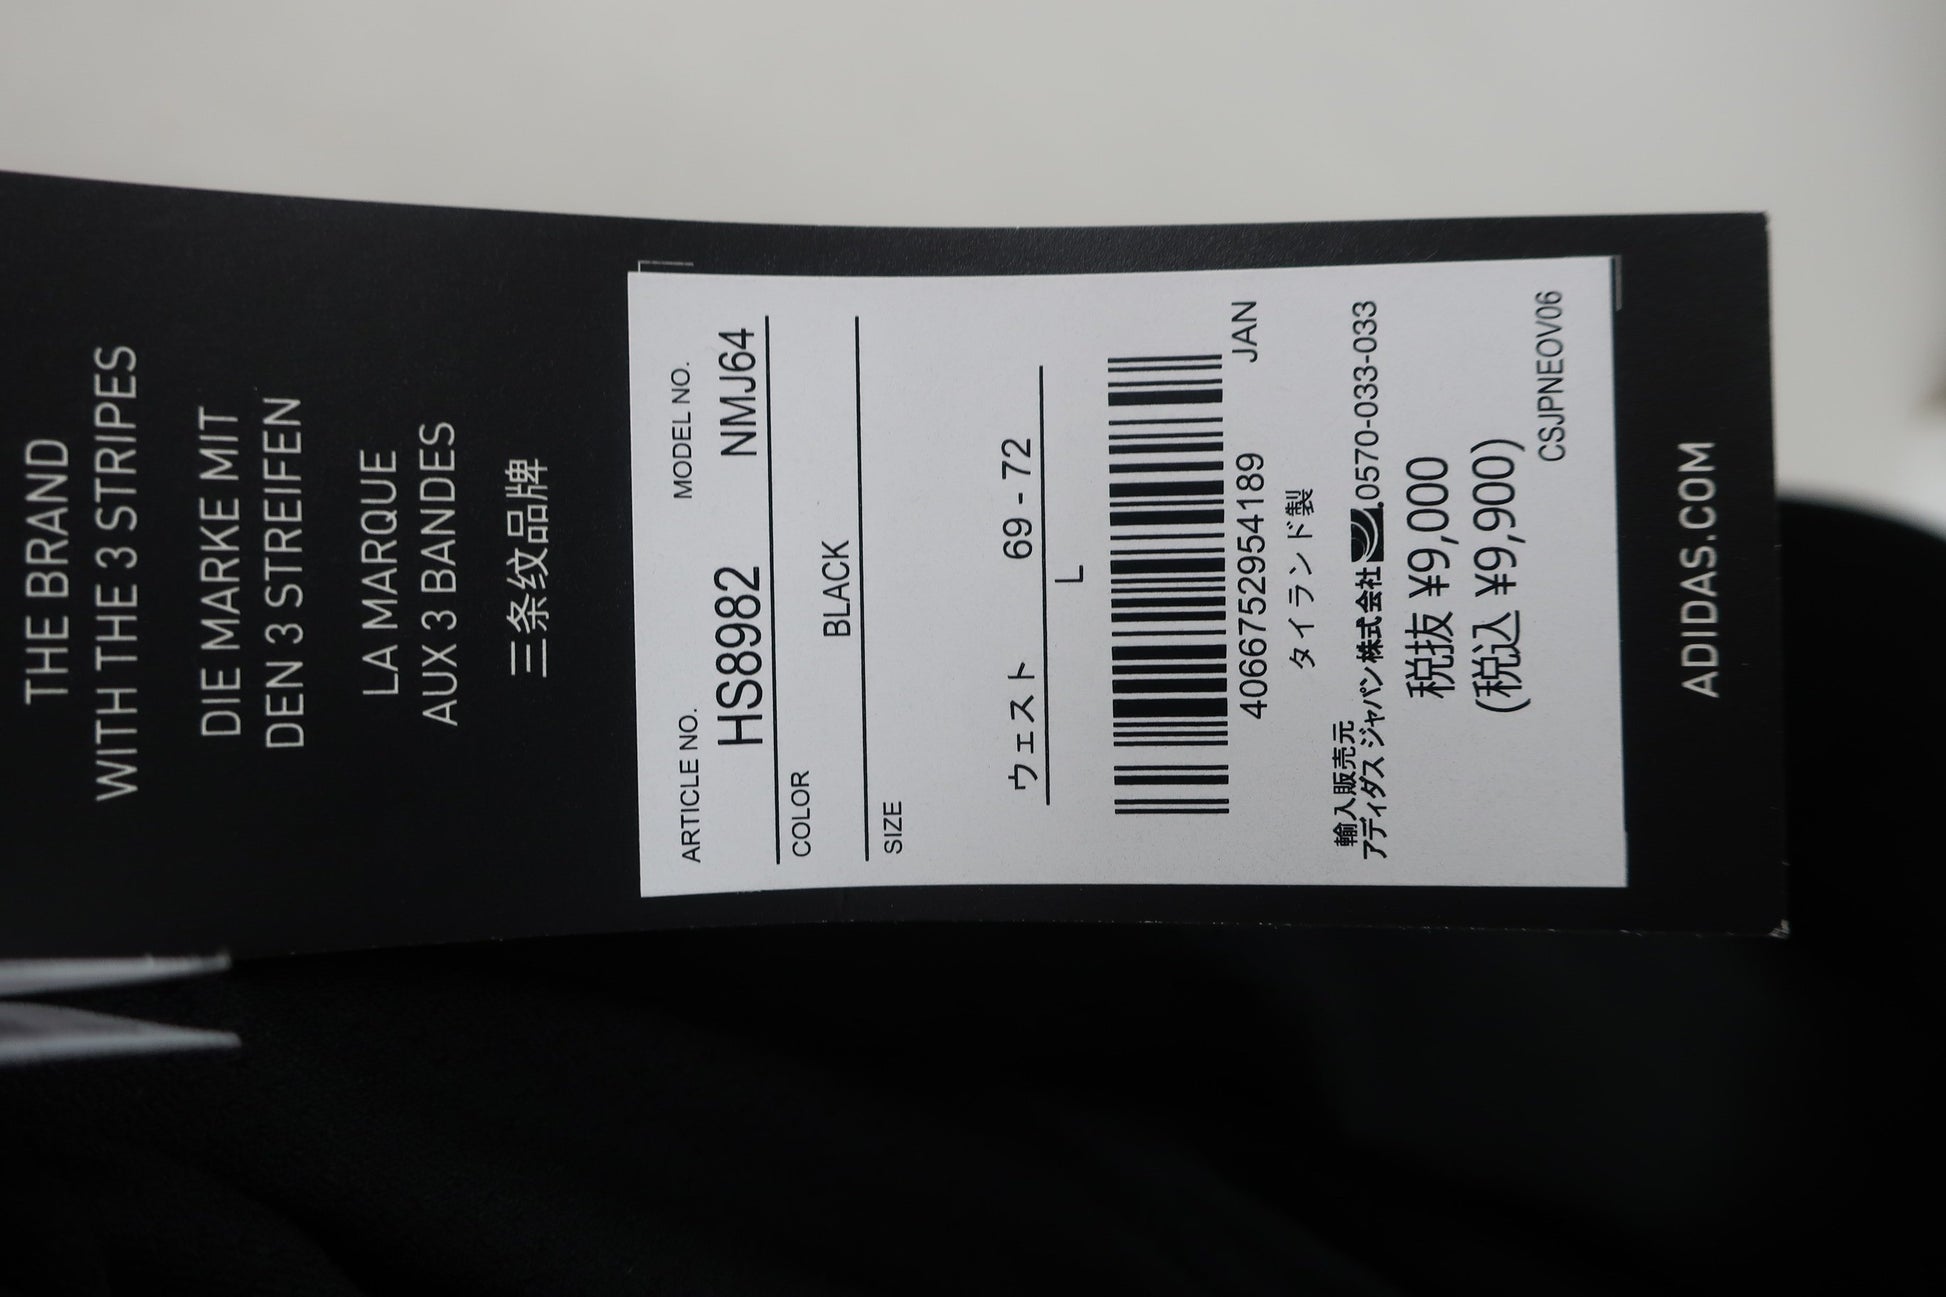 THE BRAND
WITH THE 3 STRIPES
DIE MARKE MIT
DEN 3 STREIFEN
LA MARQUE
AUX 3 BANDES
三条纹品牌
ARTICLE NO. MODEL NO.
HS8982 NMJ64
COLOR
BLACK
SIZE
ウェスト 69 - 72
L
4066752954189 JAN
タイランド製
輸入販売元
アディダス ジャパン株式会社 0570-033-033
税抜 ¥9,000
(税込 ¥9,900)
CSJPNEOV06
ADIDAS.COM